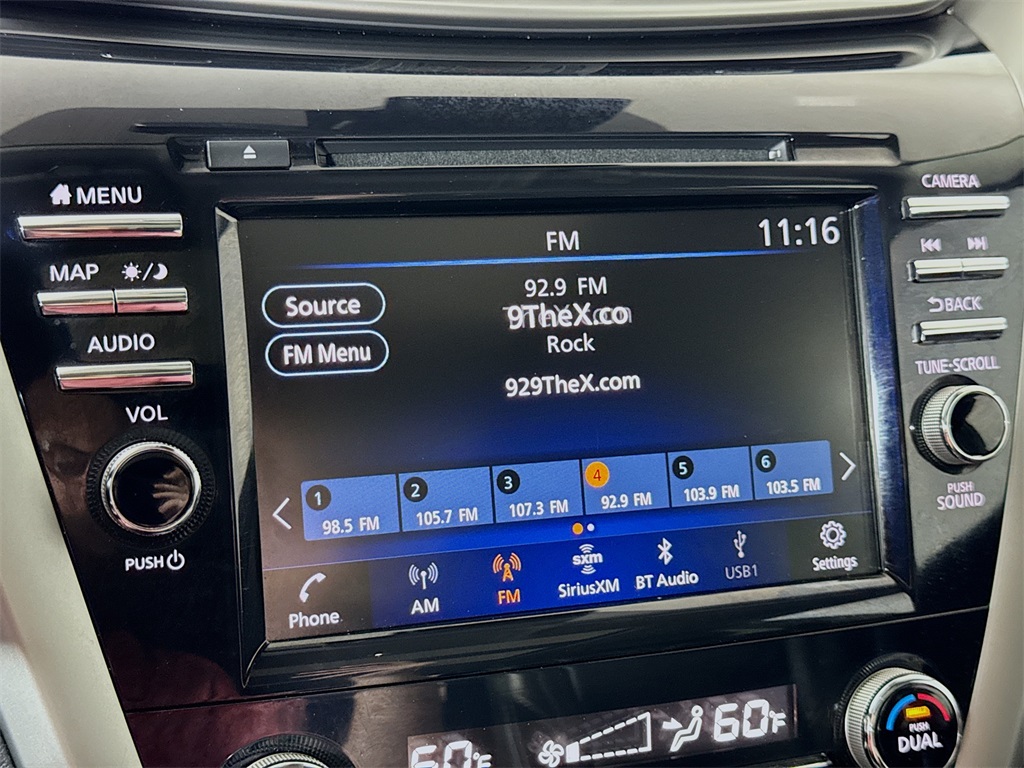 MENU
MAP
AUDIO
VOL
PUSH
FM
11:16
Source
FM Menu
92.9 FM
9TheX.co
Rock
929TheX.com
1
98.5 FM
2
105.7 FM
3
107.3 FM
4
92.9 FM
5
103.9 FM
6
103.5 FM
Phone
AM
FM
sxm
SiriusXM
BT Audio
USB1
Settings
CAMERA
BACK
TUNE·SCROLL
PUSH
SOUND
60°F
60°F
PUSH
DUAL